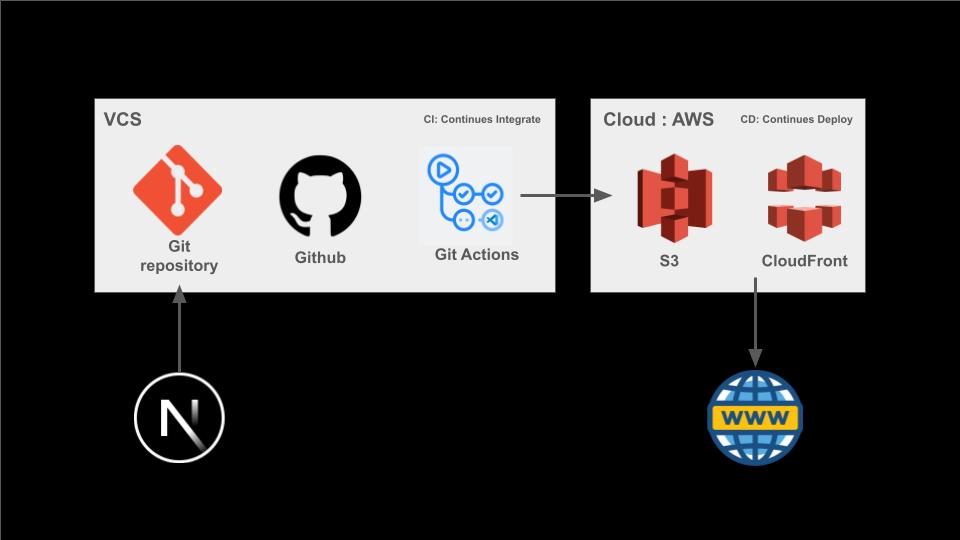 VCS
CI: Continues Integrate
Cloud : AWS
CD: Continues Deploy
Git
repository
Github
Git Actions
S3
CloudFront
N
WWW